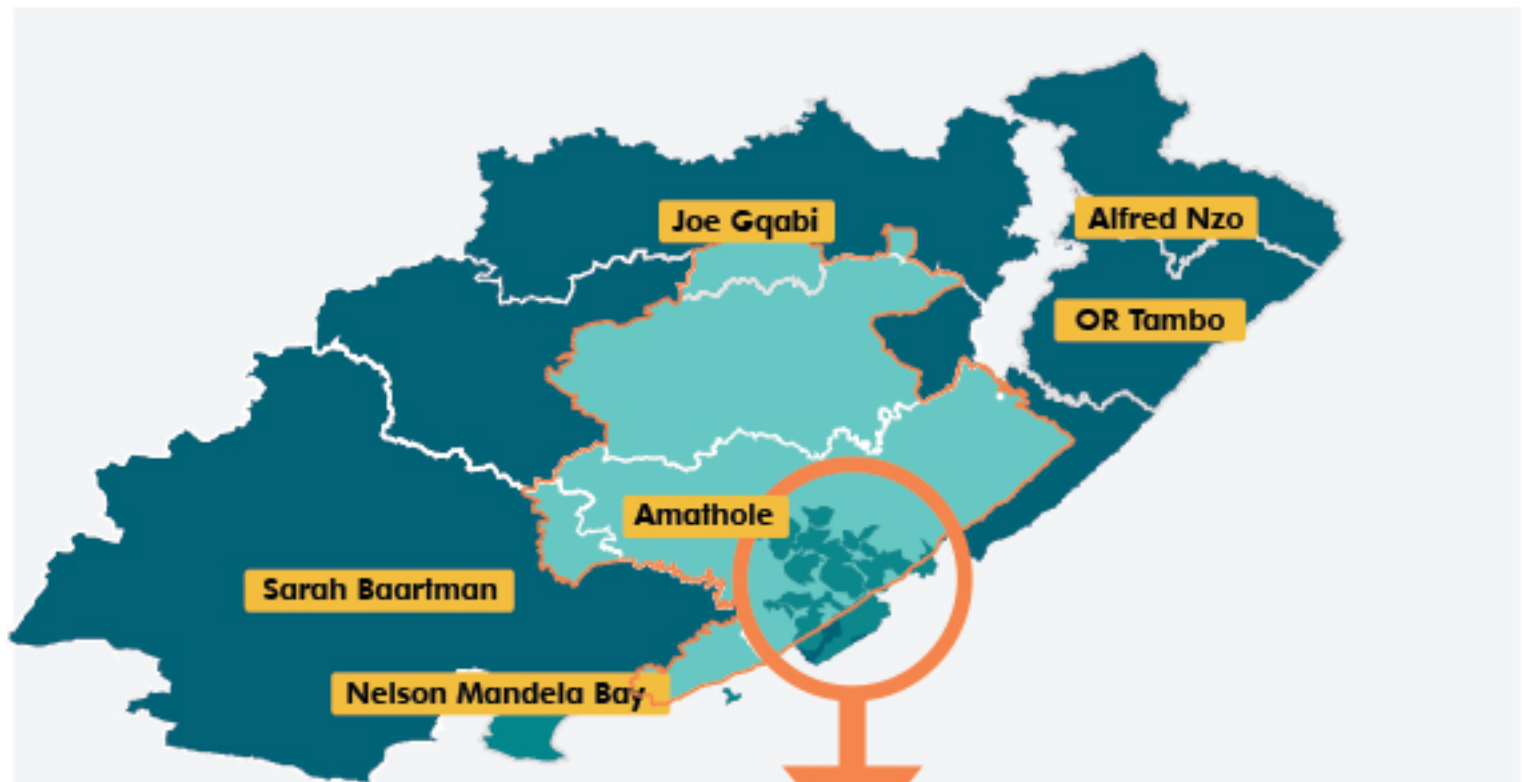 Joe Gqabi
Alfred Nzo
OR Tambo
Amathole
Sarah Baartman
Nelson Mandela Bay